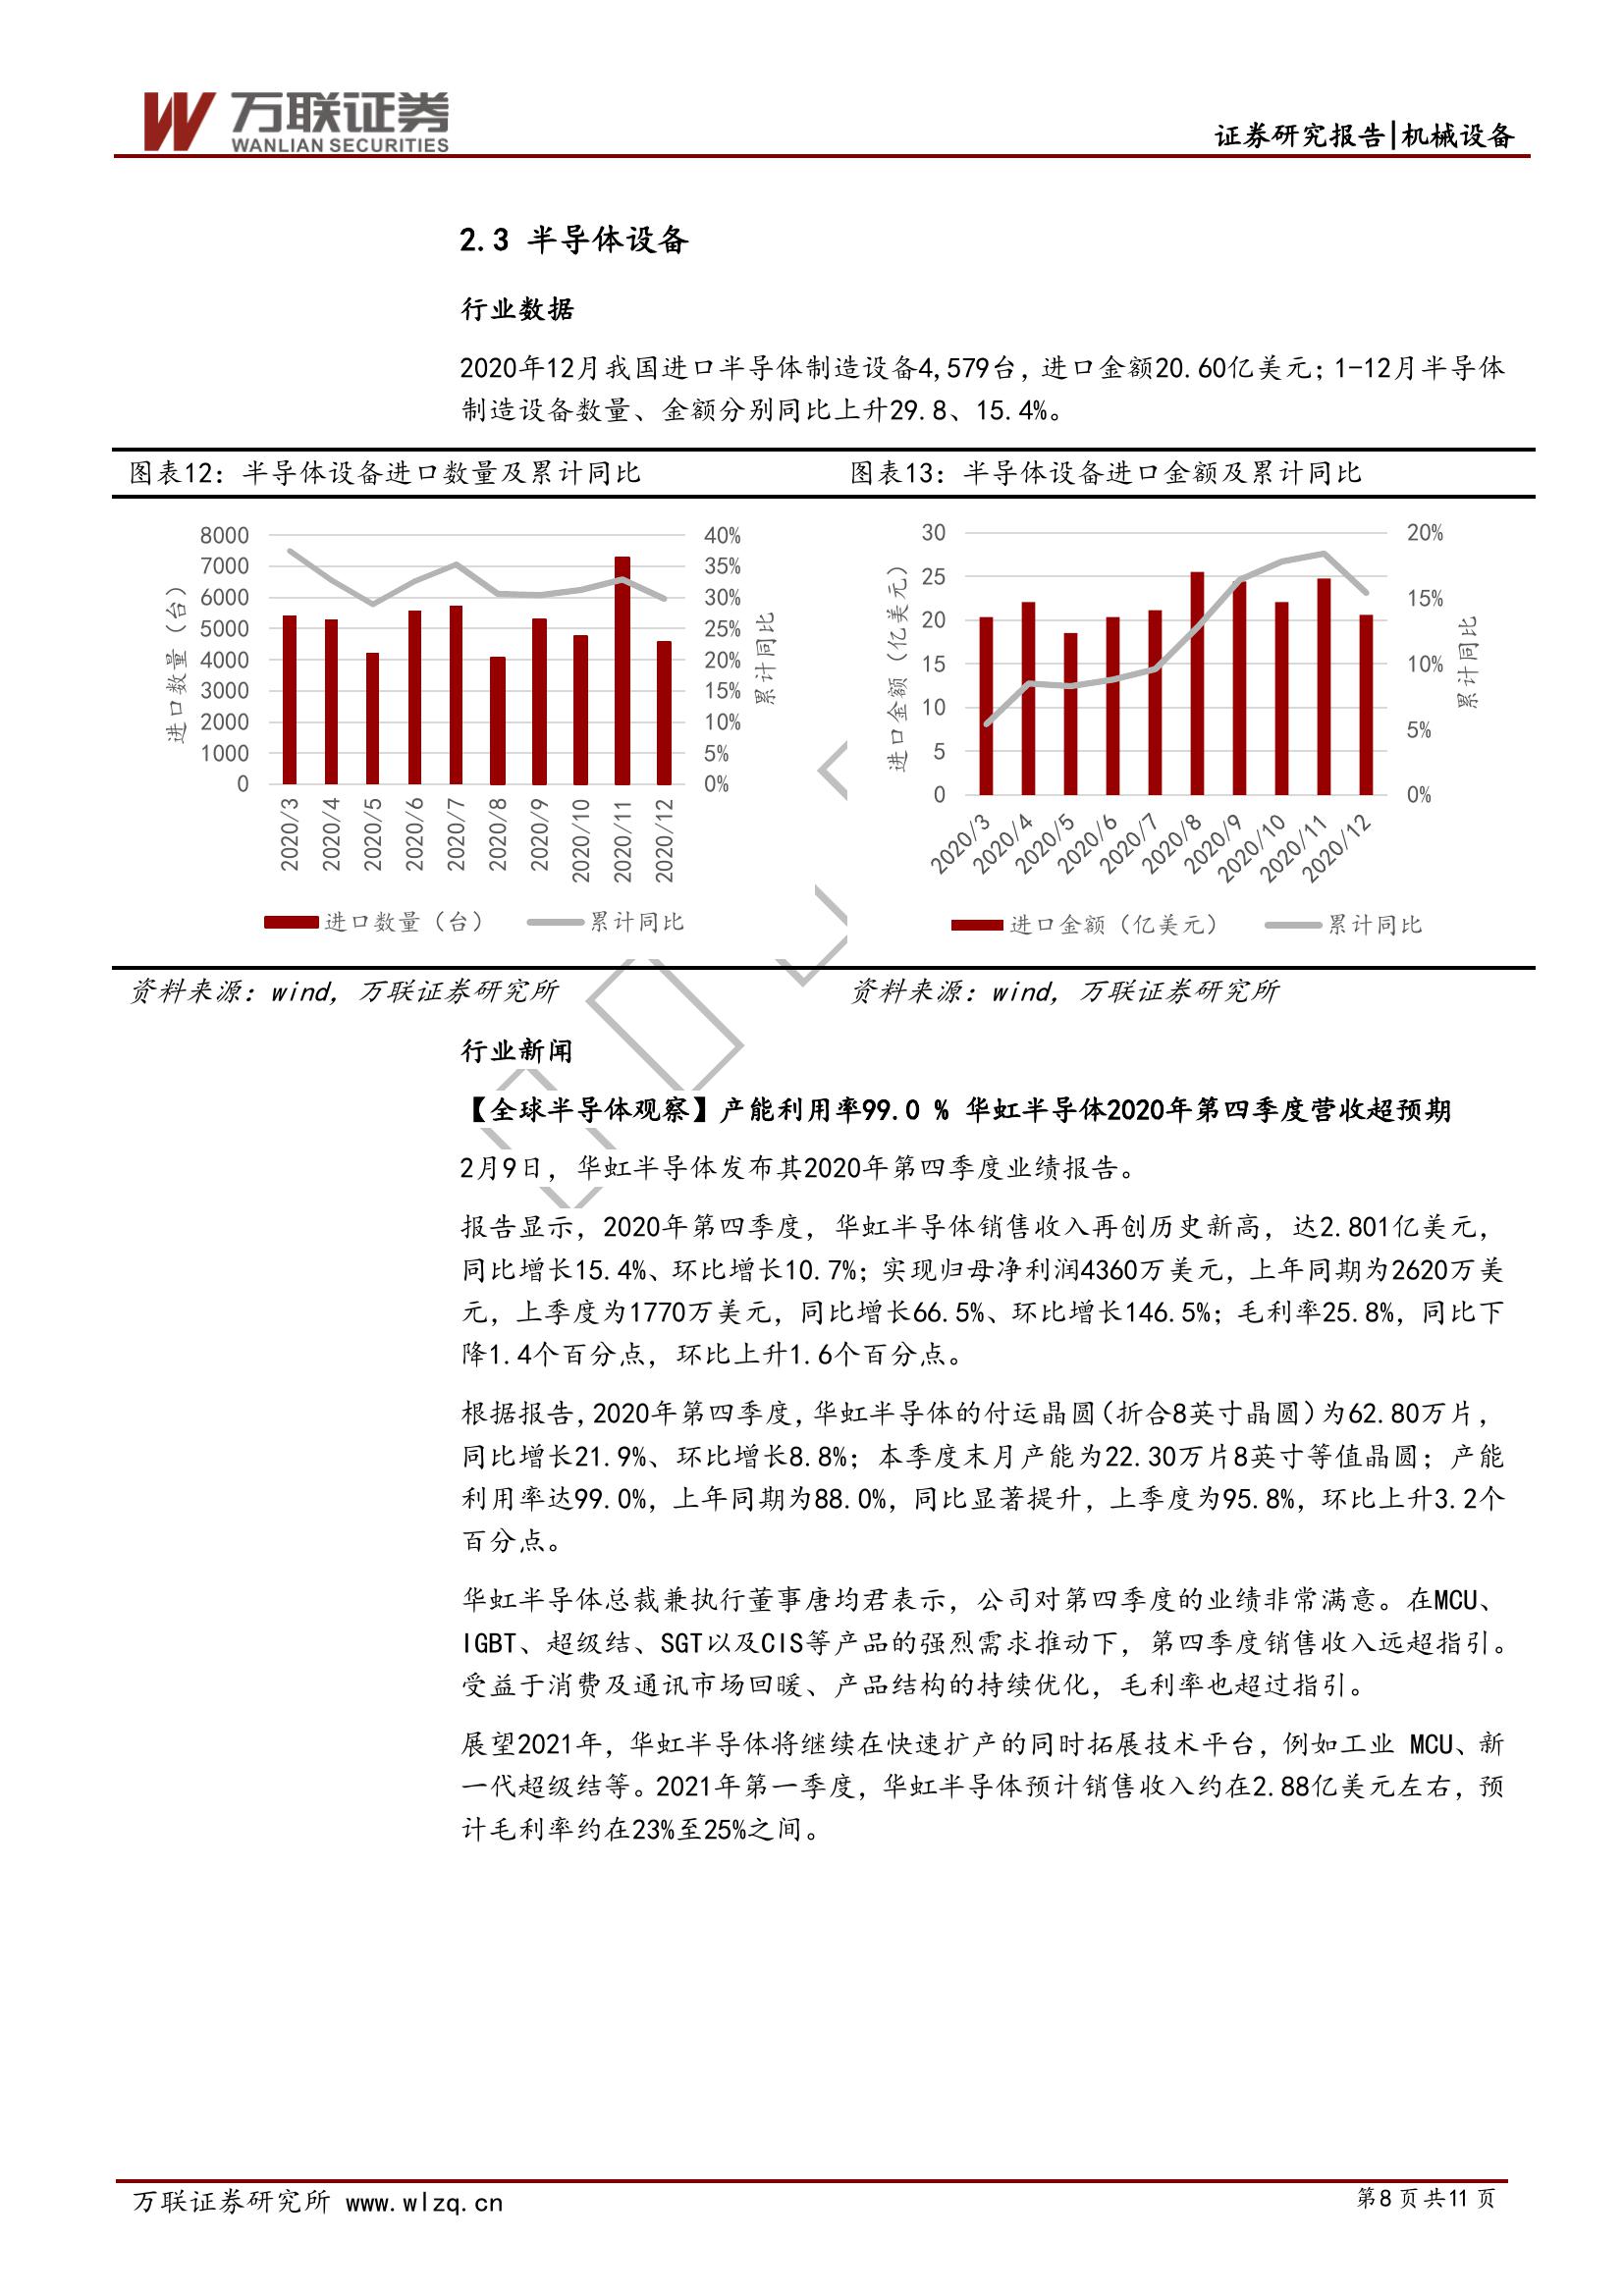 万联证券
WANLIAN SECURITIES
证券研究报告|机械设备
2.3 半导体设备
行业数据
2020年12月我国进口半导体制造设备4,579台，进口金额20.60亿美元；1-12月半导体
制造设备数量、金额分别同比上升29.8、15.4%。
图表12：半导体设备进口数量及累计同比
8000
7000
6000
5000
4000
3000
2000
1000
0
进口数量（台）
40%
35%
30%
25%
20%
15%
10%
5%
0%
累计同比
2020/3
2020/4
2020/5
2020/6
2020/7
2020/8
2020/9
2020/10
2020/11
2020/12
进口数量（台） 累计同比
资料来源：wind，万联证券研究所
图表13：半导体设备进口金额及累计同比
30
25
20
15
10
5
0
进口金额（亿美元）
20%
15%
10%
5%
0%
累计同比
2020/3
2020/4
2020/5
2020/6
2020/7
2020/8
2020/9
2020/10
2020/11
2020/12
进口金额（亿美元） 累计同比
资料来源：wind，万联证券研究所
行业新闻
【全球半导体观察】产能利用率99.0 % 华虹半导体2020年第四季度营收超预期
2月9日，华虹半导体发布其2020年第四季度业绩报告。
报告显示，2020年第四季度，华虹半导体销售收入再创历史新高，达2.801亿美元，
同比增长15.4%、环比增长10.7%；实现归母净利润4360万美元，上年同期为2620万美
元，上季度为1770万美元，同比增长66.5%、环比增长146.5%；毛利率25.8%，同比下
降1.4个百分点，环比上升1.6个百分点。
根据报告，2020年第四季度，华虹半导体的付运晶圆（折合8英寸晶圆）为62.80万片，
同比增长21.9%、环比增长8.8%；本季度末月产能为22.30万片8英寸等值晶圆；产能
利用率达99.0%，上年同期为88.0%，同比显著提升，上季度为95.8%，环比上升3.2个
百分点。
华虹半导体总裁兼执行董事唐均君表示，公司对第四季度的业绩非常满意。在MCU、
IGBT、超级结、SGT以及CIS等产品的强烈需求推动下，第四季度销售收入远超指引。
受益于消费及通讯市场回暖、产品结构的持续优化，毛利率也超过指引。
展望2021年，华虹半导体将继续在快速扩产的同时拓展技术平台，例如工业 MCU、新
一代超级结等。2021年第一季度，华虹半导体预计销售收入约在2.88亿美元左右，预
计毛利率约在23%至25%之间。
万联证券研究所 www.wlzq.cn
第8页共11页